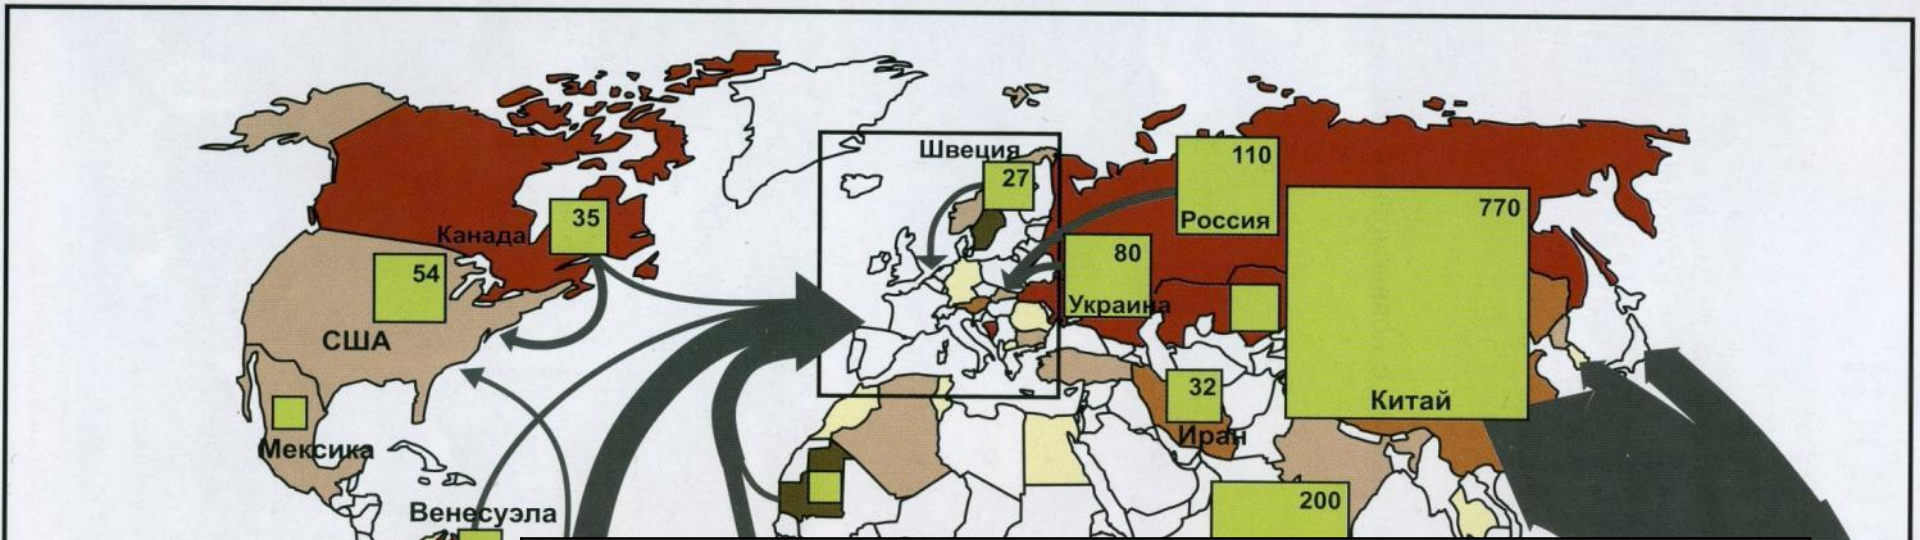 Швеция
27
110
Россия
770
35
Канада
54
80
Украина
США
32
Китай
Иран
Мексика
200
Венесуэла